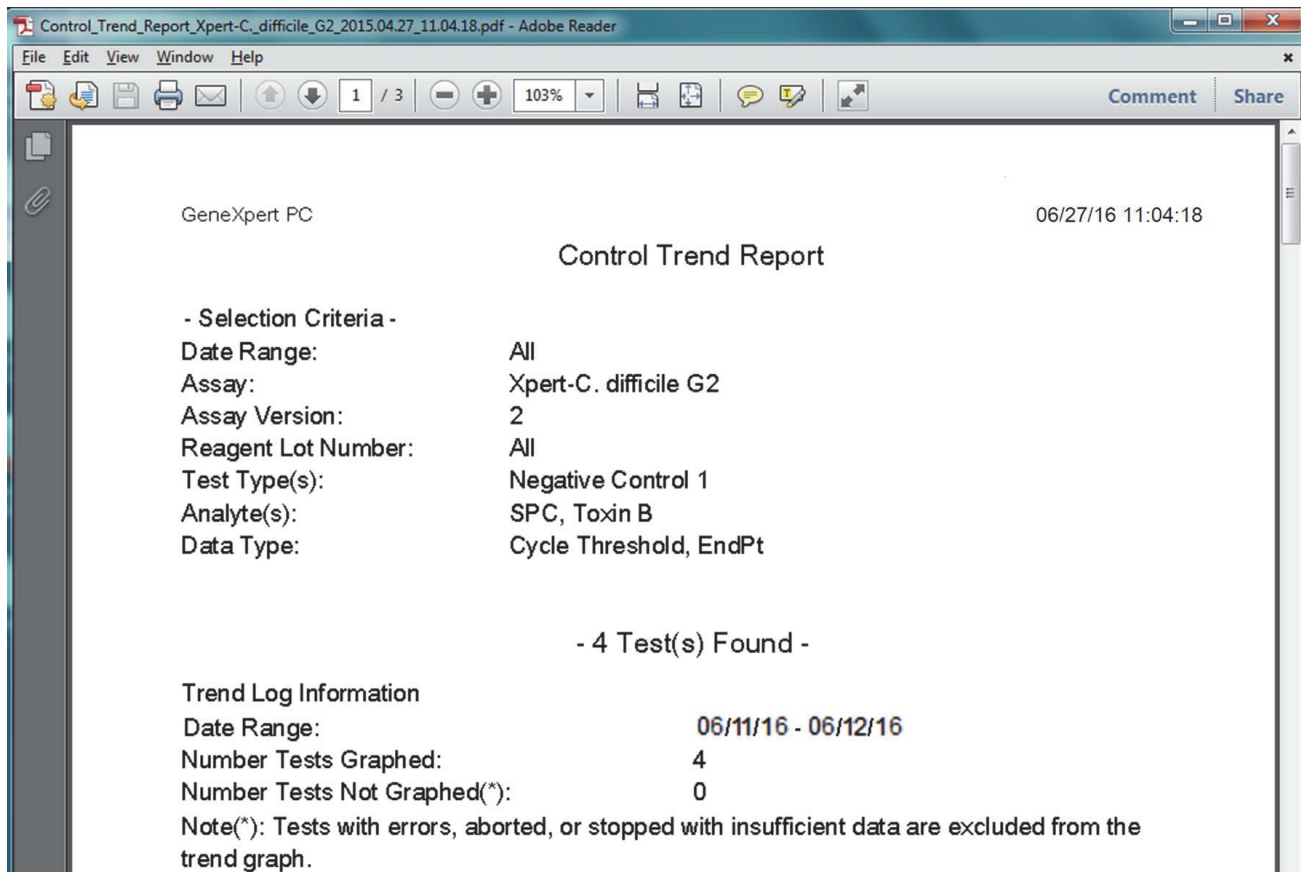 Control_Trend_Report_Xpert-C._difficile_G2_2015.04.27_11.04.18.pdf - Adobe Reader
File Edit View Window Help
1 / 3 103% Comment Share
GeneXpert PC 06/27/16 11:04:18
Control Trend Report
- Selection Criteria -
Date Range: All
Assay: Xpert-C. difficile G2
Assay Version: 2
Reagent Lot Number: All
Test Type(s): Negative Control 1
Analyte(s): SPC, Toxin B
Data Type: Cycle Threshold, EndPt
- 4 Test(s) Found -
Trend Log Information
Date Range: 06/11/16 - 06/12/16
Number Tests Graphed: 4
Number Tests Not Graphed(*): 0
Note(*): Tests with errors, aborted, or stopped with insufficient data are excluded from the
trend graph.